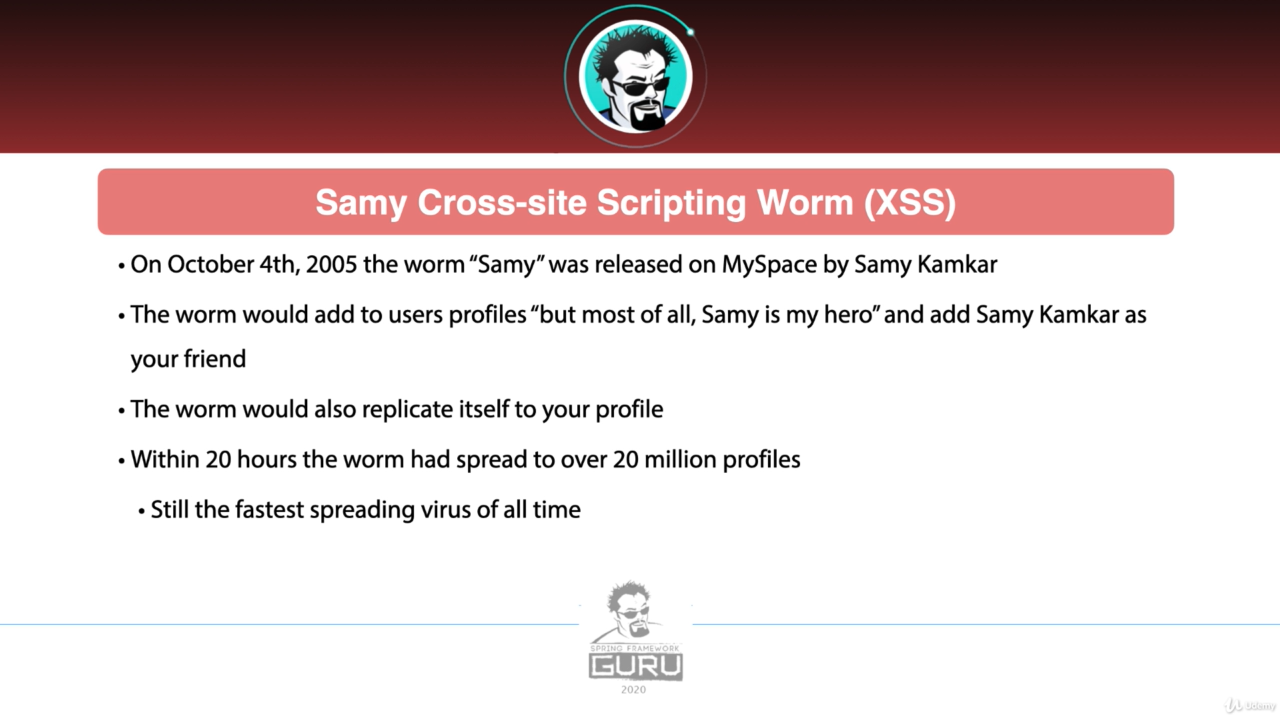 Samy Cross-site Scripting Worm (XSS)
• On October 4th, 2005 the worm “Samy” was released on MySpace by Samy Kamkar
• The worm would add to users profiles “but most of all, Samy is my hero” and add Samy Kamkar as
your friend
• The worm would also replicate itself to your profile
• Within 20 hours the worm had spread to over 20 million profiles
• Still the fastest spreading virus of all time
SPRING FRAMEWORK
GURU
2020
Udemy